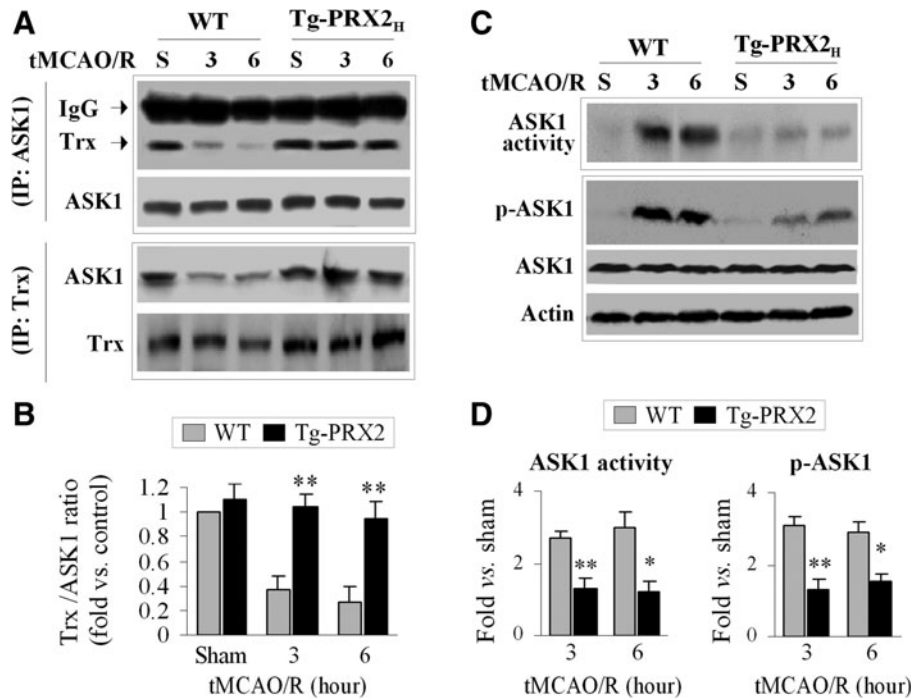 A
WT Tg-PRX2H
tMCAO/R S 3 6 S 3 6
(IP: ASK1)
IgG
Trx
ASK1
(IP: Trx)
ASK1
Trx
B
WT Tg-PRX2
Trx /ASK1 ratio
(fold vs. control)
1.2
1
0.8
0.6
0.4
0.2
0
** **
Sham 3 6
tMCAO/R (hour)
C
WT Tg-PRX2H
tMCAO/R S 3 6 S 3 6
ASK1
activity
p-ASK1
ASK1
Actin
D
WT Tg-PRX2
ASK1 activity
Fold vs. sham
4
2
0
** *
3 6
p-ASK1
Fold vs. sham
4
2
0
** *
3 6
tMCAO/R (hour)